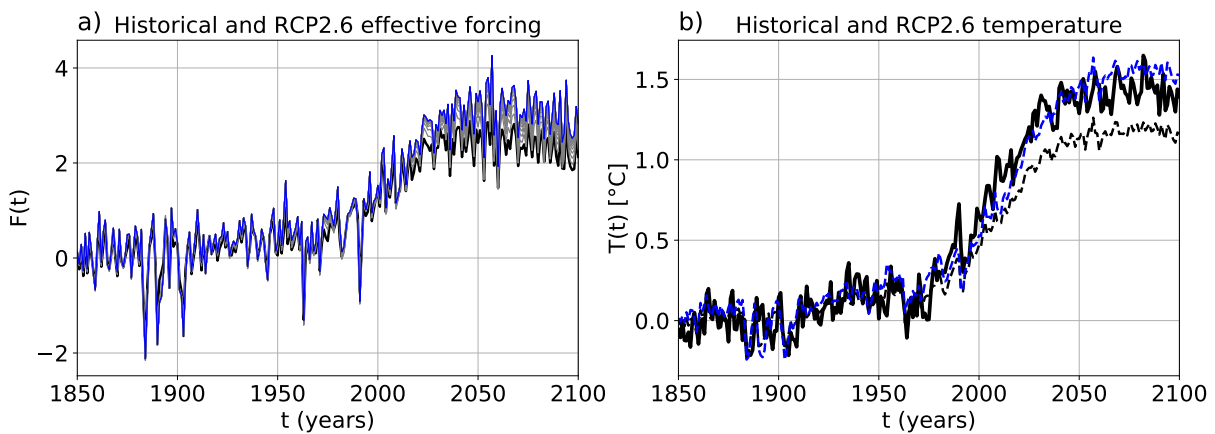 a) Historical and RCP2.6 effective forcing
4
2
0
−2
F(t)
1850 1900 1950 2000 2050 2100
t (years)
b) Historical and RCP2.6 temperature
1.5
1.0
0.5
0.0
T(t) [°C]
1850 1900 1950 2000 2050 2100
t (years)